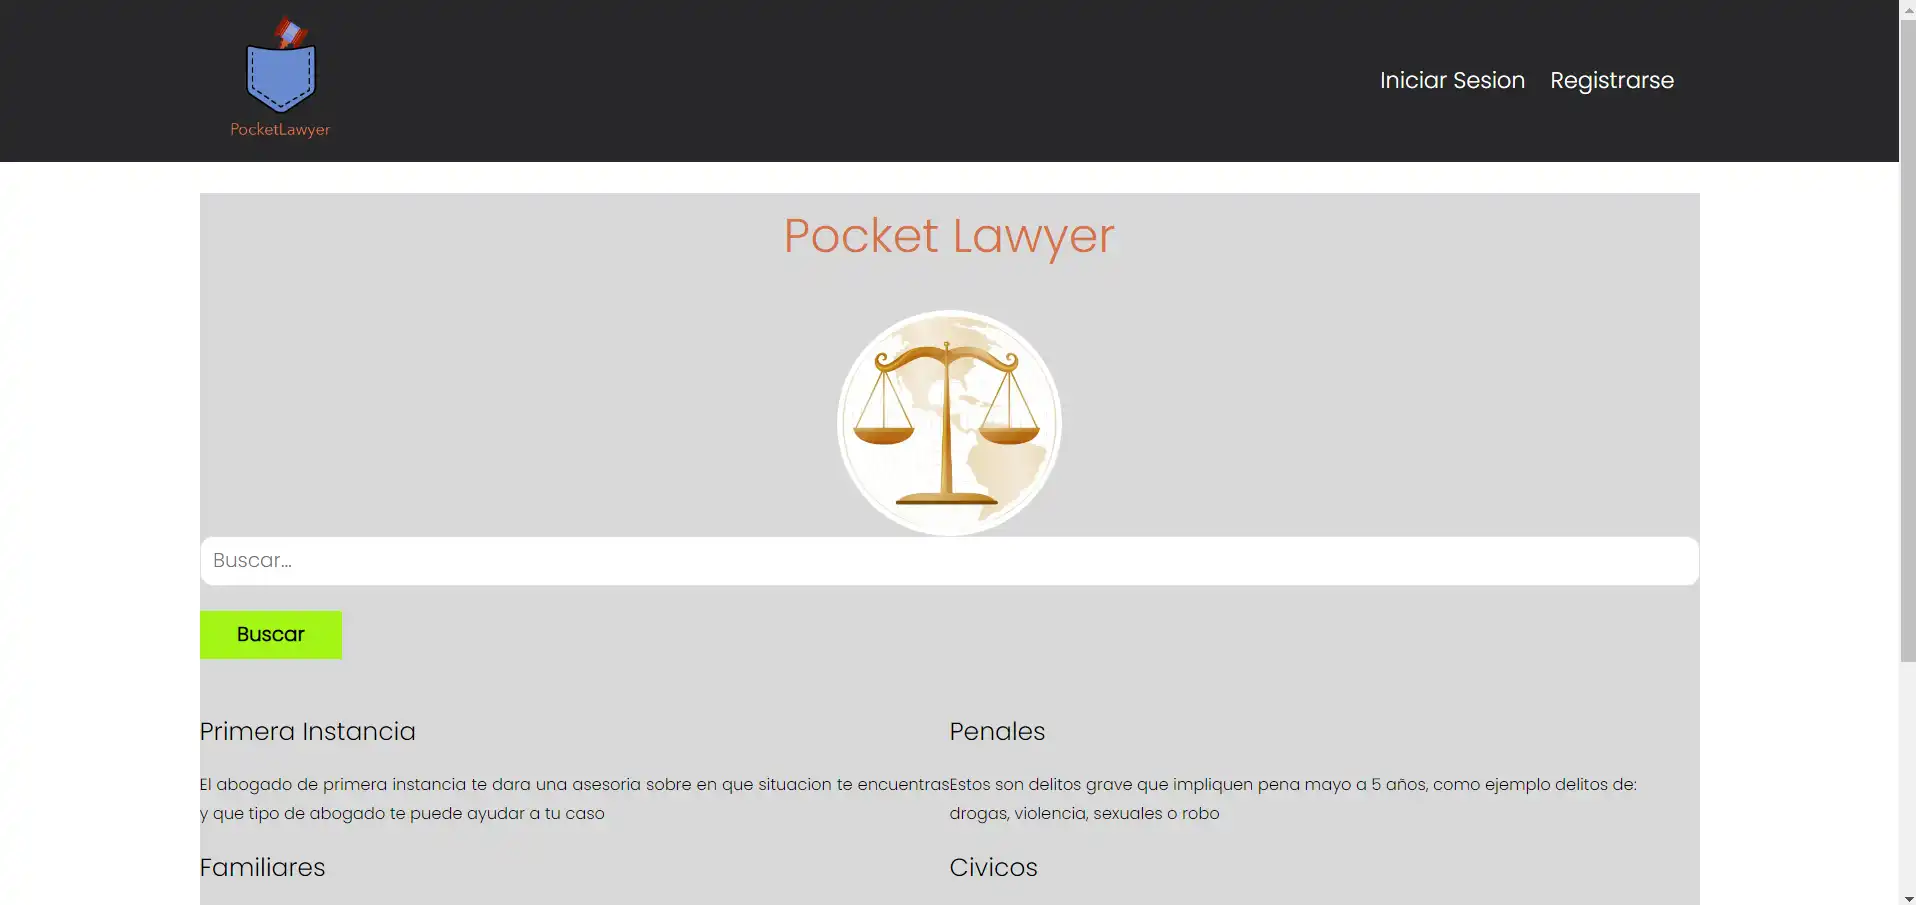 PocketLawyer
Iniciar Sesion Registrarse
Pocket Lawyer
Buscar...
Buscar
Primera Instancia
El abogado de primera instancia te dara una asesoria sobre en que situacion te encuentras
y que tipo de abogado te puede ayudar a tu caso
Penales
Estos son delitos grave que impliquen pena mayo a 5 años, como ejemplo delitos de:
drogas, violencia, sexuales o robo
Familiares
Civicos